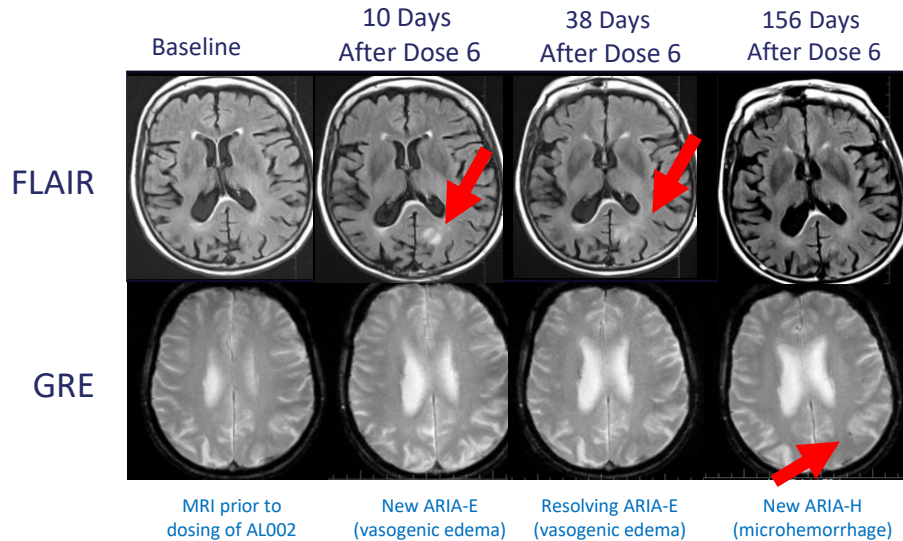 Baseline
10 Days
After Dose 6
38 Days
After Dose 6
156 Days
After Dose 6
FLAIR
GRE
MRI prior to
dosing of AL002
New ARIA-E
(vasogenic edema)
Resolving ARIA-E
(vasogenic edema)
New ARIA-H
(microhemorrhage)